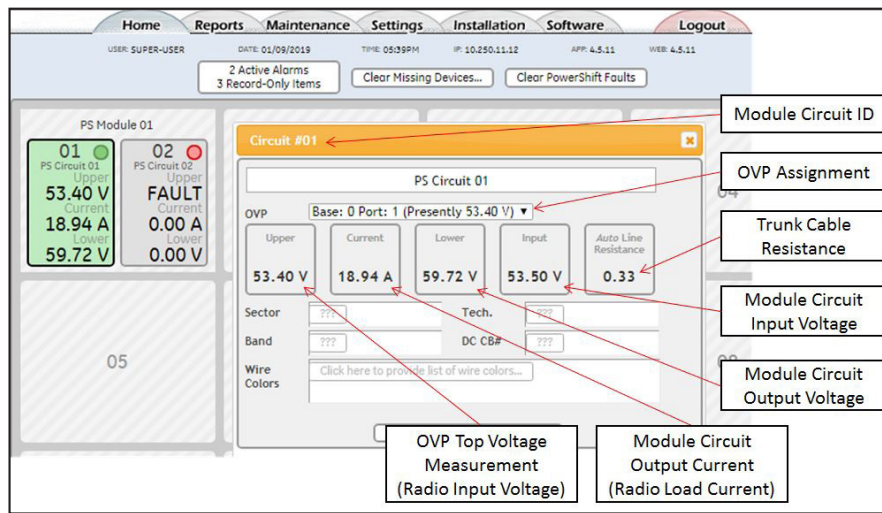 Home Reports Maintenance Settings Installation Software Logout
USER: SUPER-USER DATE: 01/09/2019 TIME: 05:39PM IP: 10.250.11.12 APP: 4.5.11 WEB: 4.5.11
2 Active Alarms
3 Record-Only Items
Clear Missing Devices...
Clear PowerShift Faults
PS Module 01
01
PS Circuit 01
Upper
53.40 V
Current
18.94 A
Lower
59.72 V
02
PS Circuit 02
Upper
FAULT
Current
0.00 A
Lower
0.00 V
04
05
Circuit #01
PS Circuit 01
OVP Base: 0 Port: 1 (Presently 53.40 V)
Upper
53.40 V
Current
18.94 A
Lower
59.72 V
Input
53.50 V
Auto Line
Resistance
0.33
Sector ??? Tech. ???
Band ??? DC CB# ???
Wire
Colors
Click here to provide list of wire colors...
Module Circuit ID
OVP Assignment
Trunk Cable
Resistance
Module Circuit
Input Voltage
Module Circuit
Output Voltage
OVP Top Voltage
Measurement
(Radio Input Voltage)
Module Circuit
Output Current
(Radio Load Current)